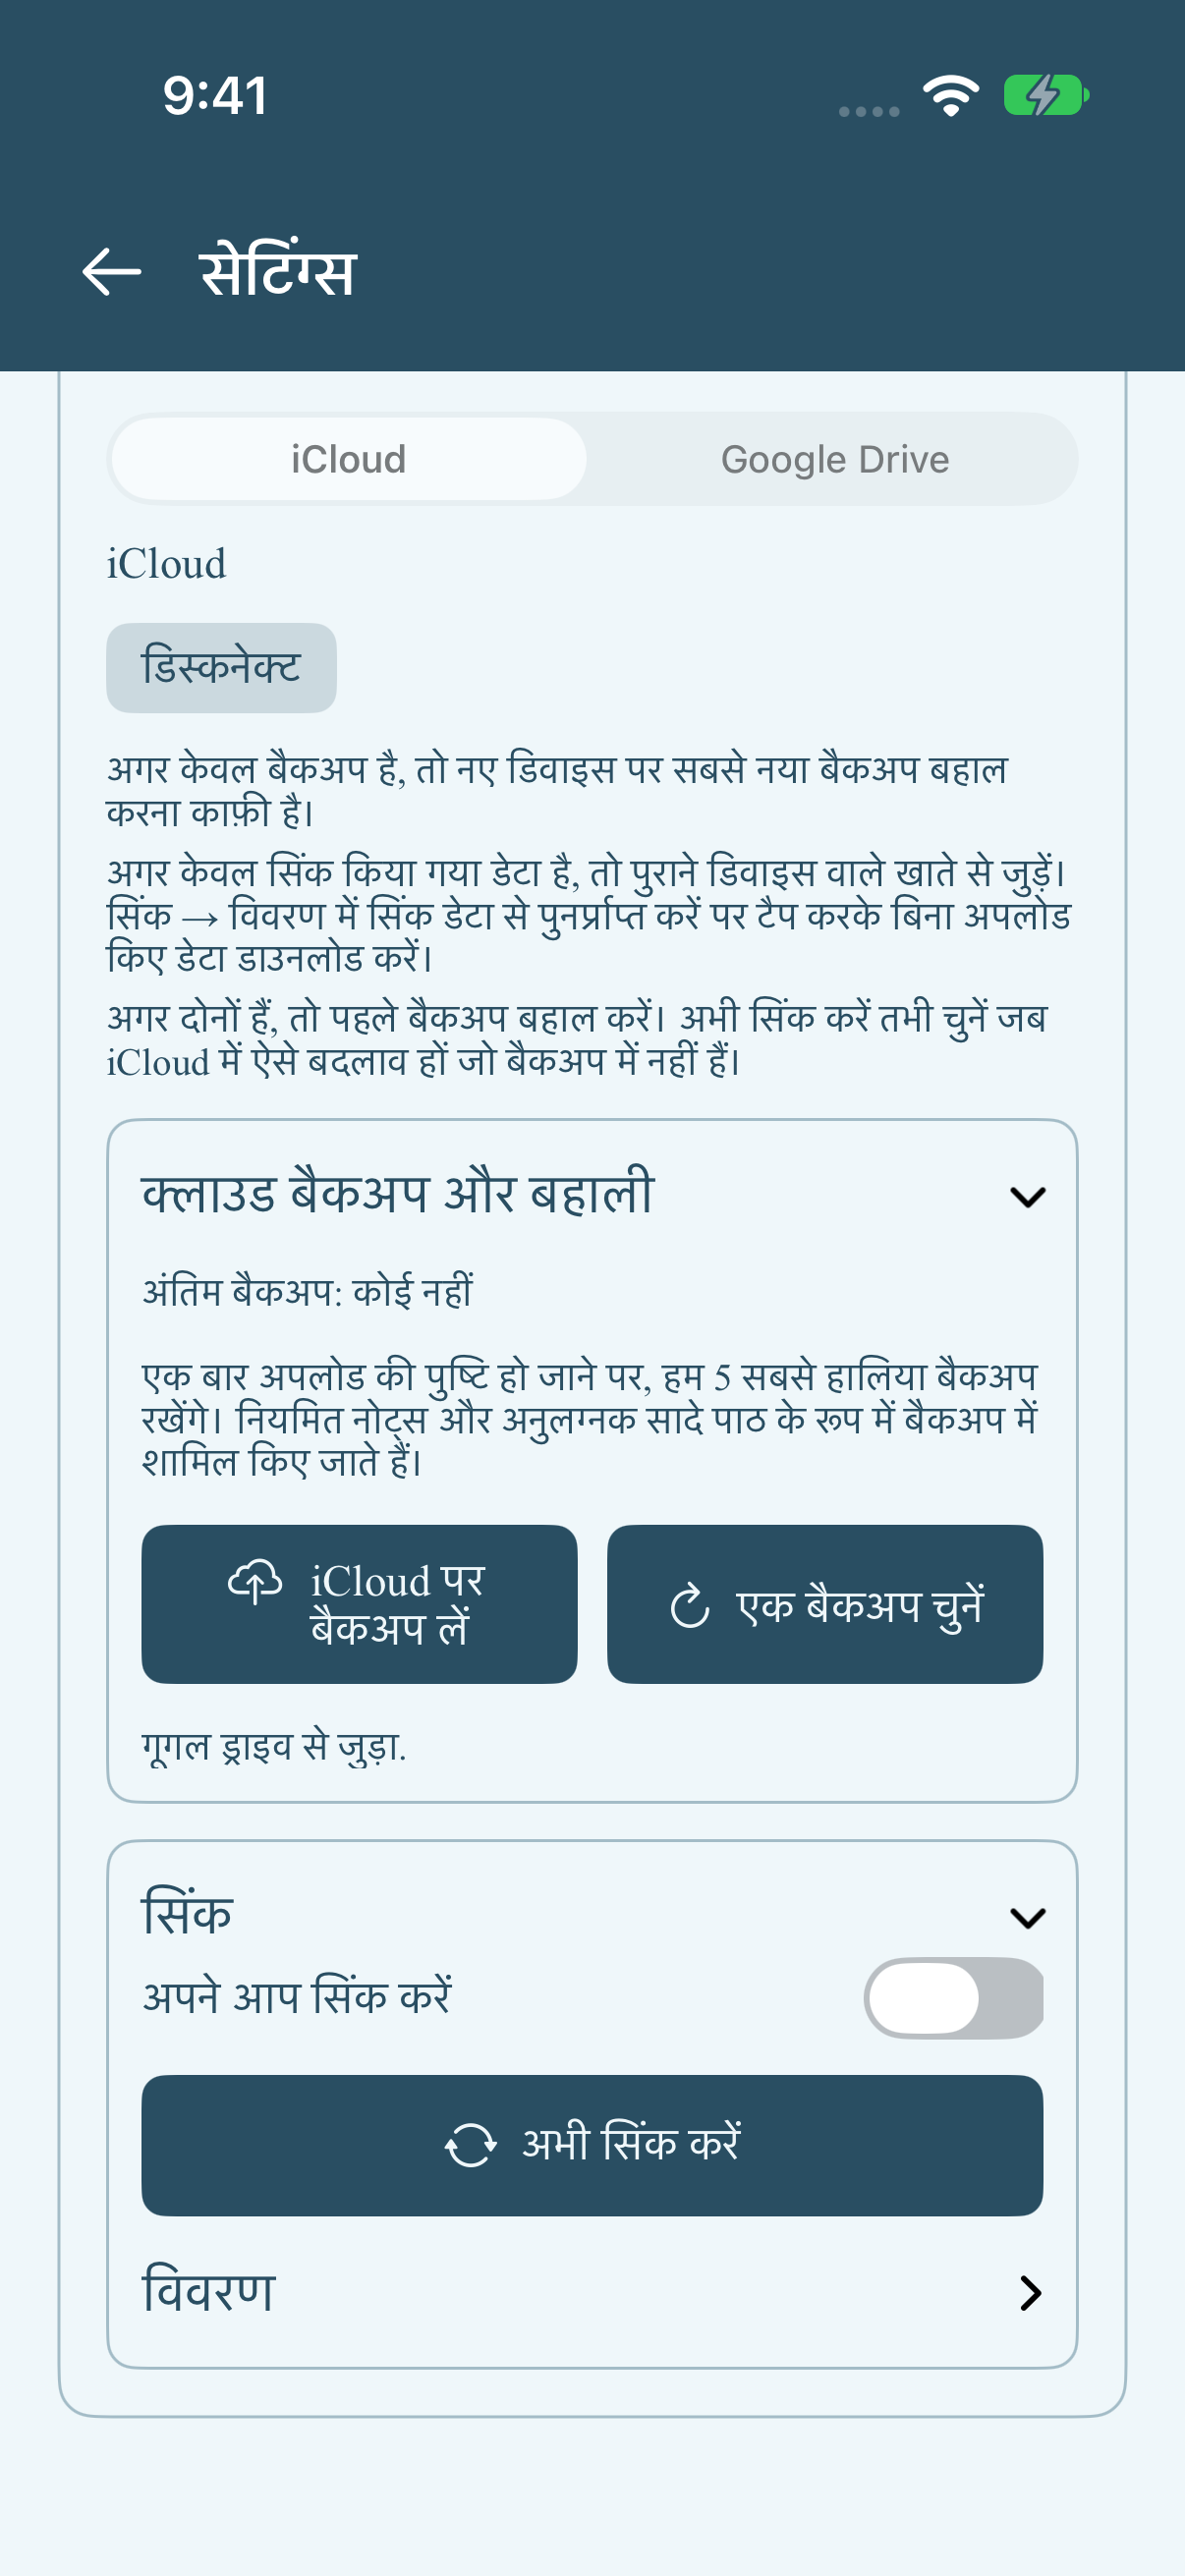 9:41
सेटिंग्स
iCloud
Google Drive
iCloud
डिस्कनेक्ट
अगर केवल बैकअप है, तो नए डिवाइस पर सबसे नया बैकअप बहाल
करना काफ़ी है।
अगर केवल सिंक किया गया डेटा है, तो पुराने डिवाइस वाले खाते से जुड़ें।
सिंक → विवरण में सिंक डेटा से पुनर्प्राप्त करें पर टैप करके बिना अपलोड
किए डेटा डाउनलोड करें।
अगर दोनों हैं, तो पहले बैकअप बहाल करें। अभी सिंक करें तभी चुनें जब
iCloud में ऐसे बदलाव हों जो बैकअप में नहीं हैं।
क्लाउड बैकअप और बहाली
अंतिम बैकअप: कोई नहीं
एक बार अपलोड की पुष्टि हो जाने पर, हम 5 सबसे हालिया बैकअप
रखेंगे। नियमित नोट्स और अनुलग्नक सादे पाठ के रूप में बैकअप में
शामिल किए जाते हैं।
iCloud पर
बैकअप लें
एक बैकअप चुनें
गूगल ड्राइव से जुड़ा.
सिंक
अपने आप सिंक करें
अभी सिंक करें
विवरण